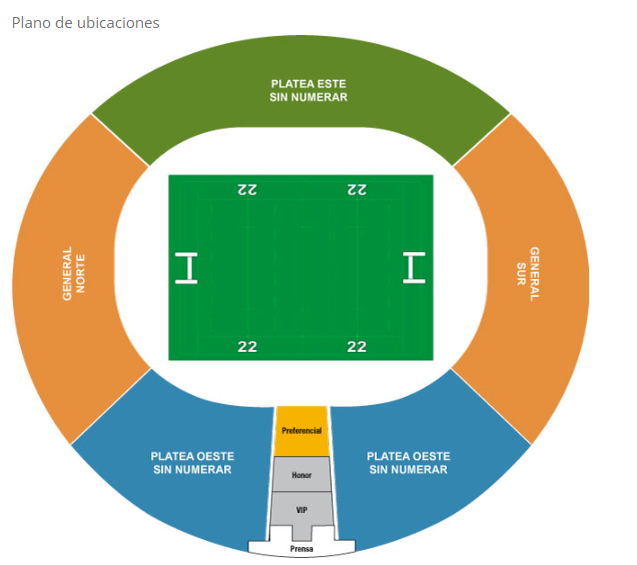 Plano de ubicaciones
PLATEA ESTE
SIN NUMERAR
22
22
GENERAL
NORTE
GENERAL
SUR
22
22
Preferencial
PLATEA OESTE
SIN NUMERAR
PLATEA OESTE
SIN NUMERAR
Honor
VIP
Prensa